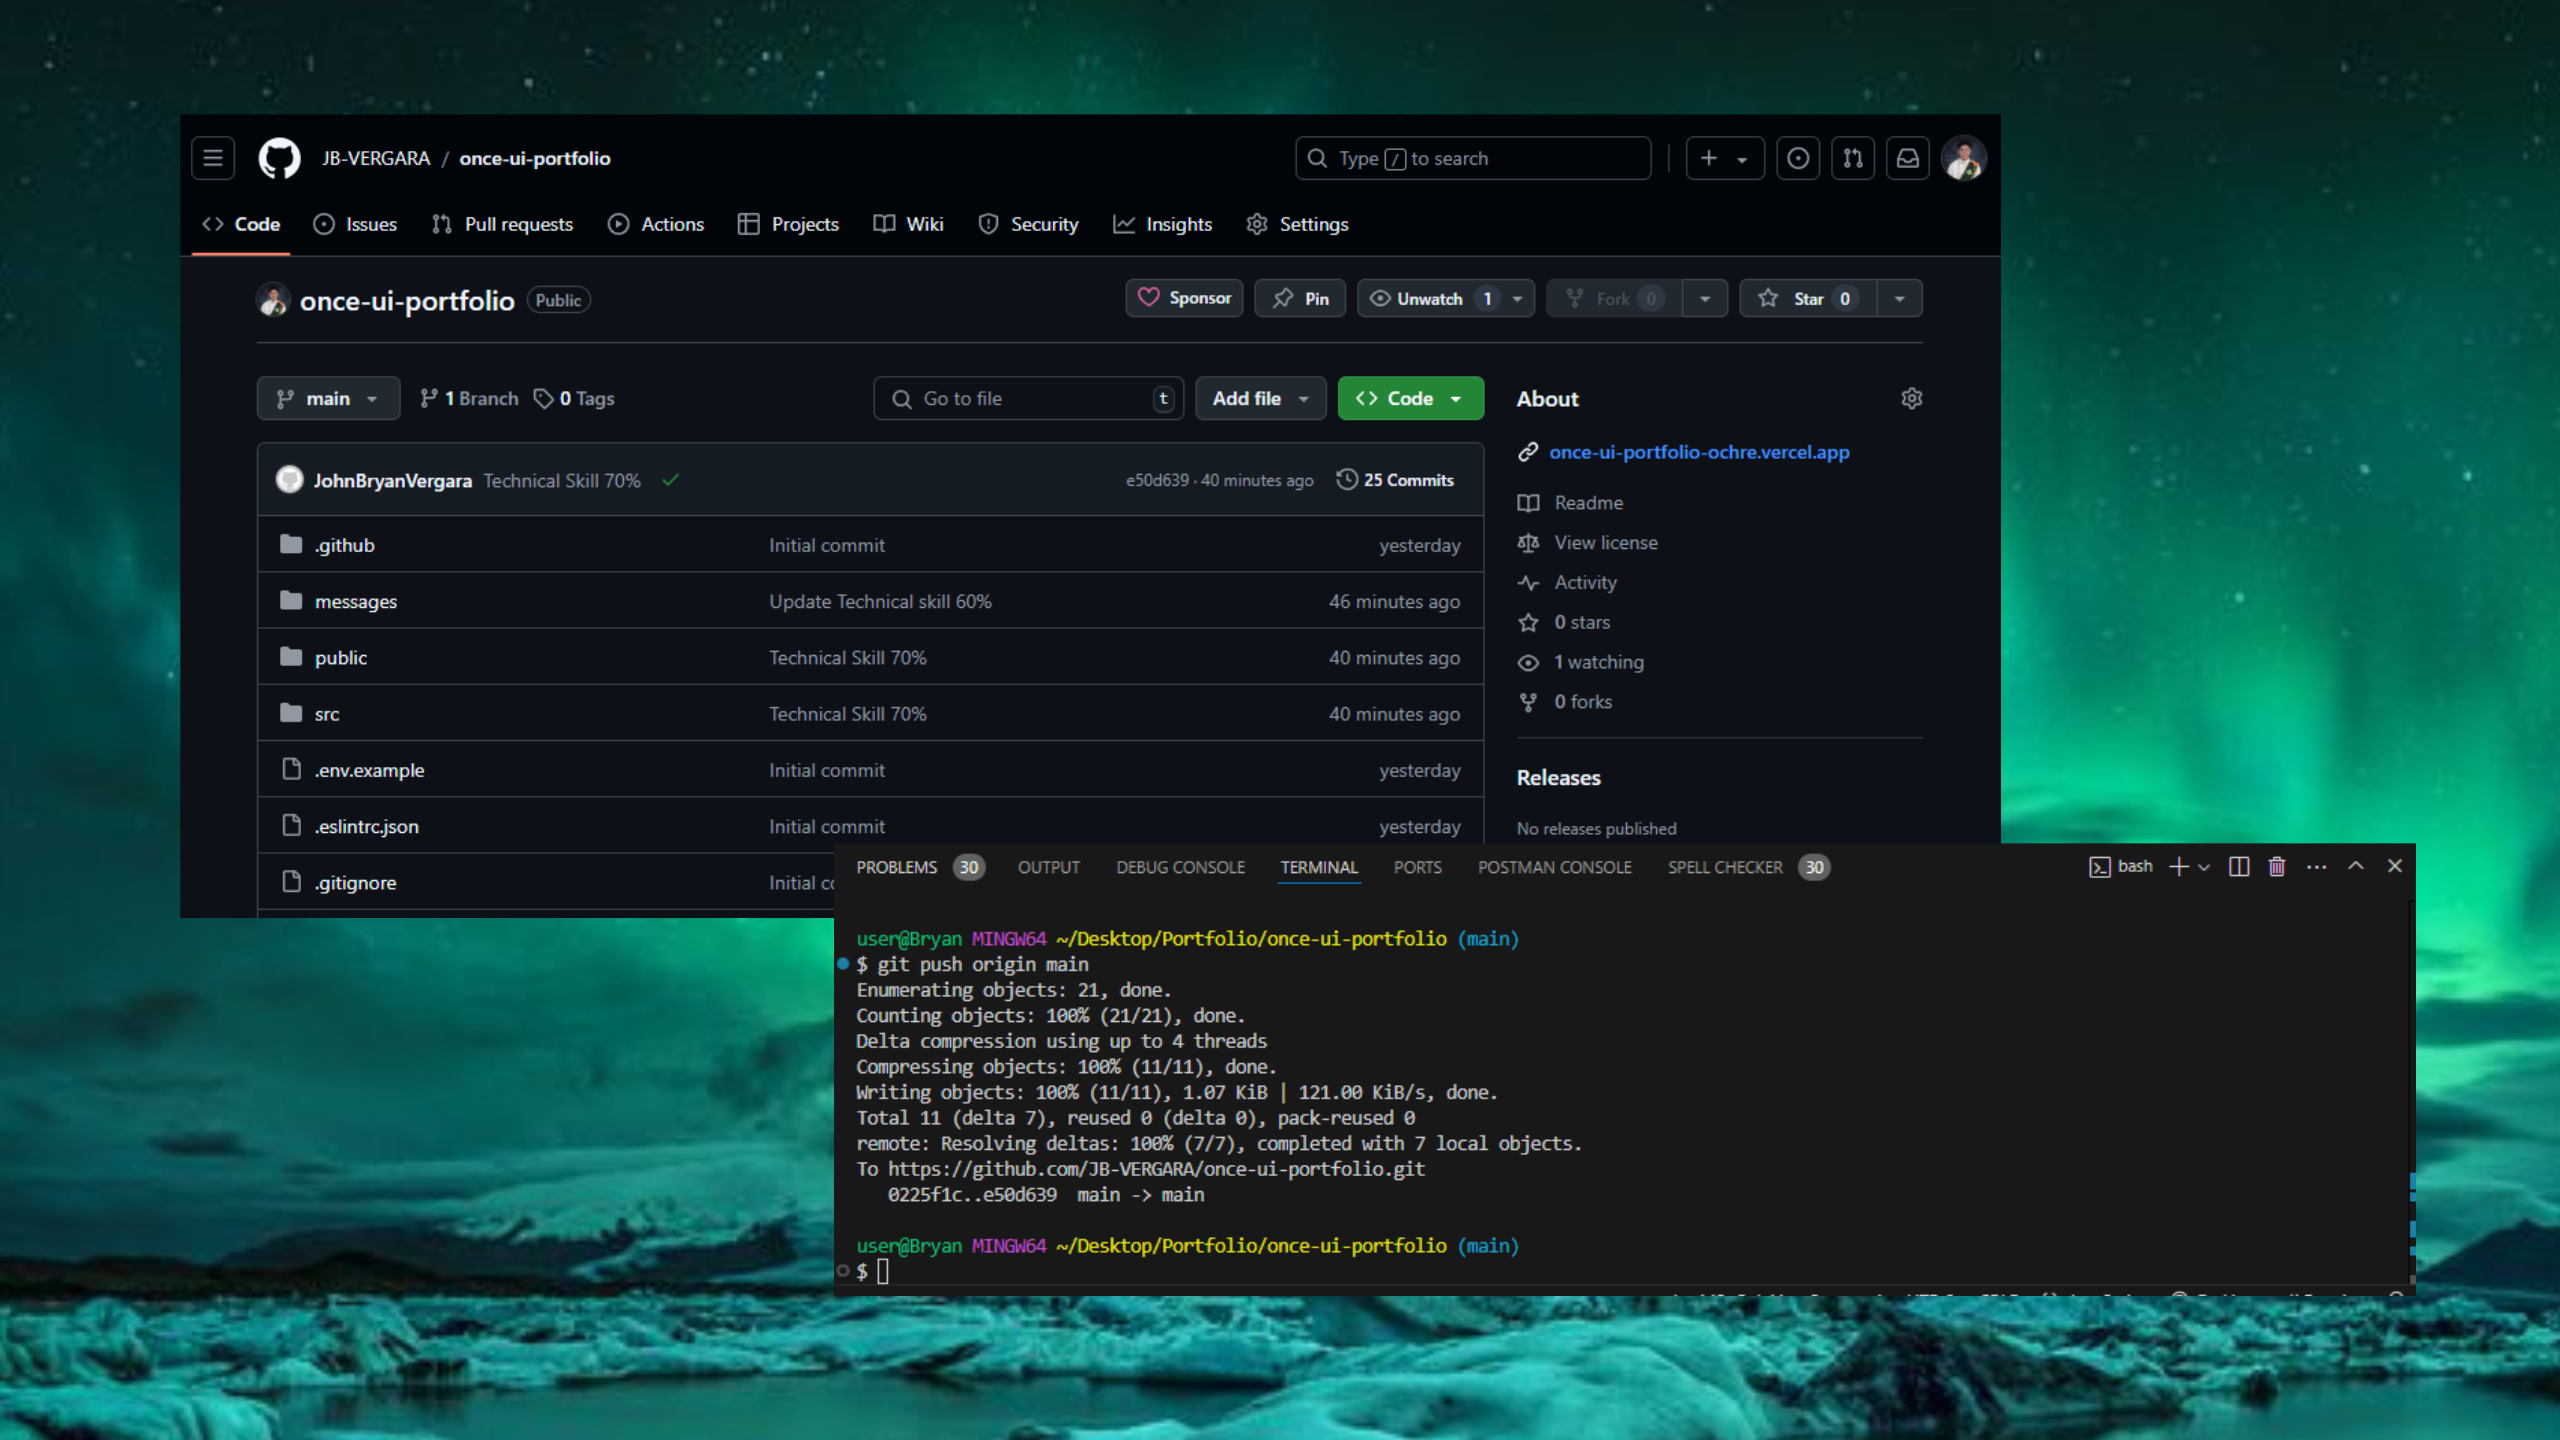 JB-VERGARA / once-ui-portfolio
Type / to search
Code Issues Pull requests Actions Projects Wiki Security Insights Settings
once-ui-portfolio Public
Sponsor Pin Unwatch 1 Fork 0 Star 0
main 1 Branch 0 Tags
Go to file t
Add file
Code
JohnBryanVergara Technical Skill 70% e50d639 · 40 minutes ago 25 Commits
.github Initial commit yesterday
messages Update Technical skill 60% 46 minutes ago
public Technical Skill 70% 40 minutes ago
src Technical Skill 70% 40 minutes ago
.env.example Initial commit yesterday
.eslintrc.json Initial commit yesterday
.gitignore Initial
About
once-ui-portfolio-ochre.vercel.app
Readme
View license
Activity
0 stars
1 watching
0 forks
Releases
No releases published
PROBLEMS 30 OUTPUT DEBUG CONSOLE TERMINAL PORTS POSTMAN CONSOLE SPELL CHECKER 30 bash
user@Bryan MINGW64 ~/Desktop/Portfolio/once-ui-portfolio (main)
$ git push origin main
Enumerating objects: 21, done.
Counting objects: 100% (21/21), done.
Delta compression using up to 4 threads
Compressing objects: 100% (11/11), done.
Writing objects: 100% (11/11), 1.07 KiB | 121.00 KiB/s, done.
Total 11 (delta 7), reused 0 (delta 0), pack-reused 0
remote: Resolving deltas: 100% (7/7), completed with 7 local objects.
To https://github.com/JB-VERGARA/once-ui-portfolio.git
0225f1c..e50d639 main -> main
user@Bryan MINGW64 ~/Desktop/Portfolio/once-ui-portfolio (main)
$